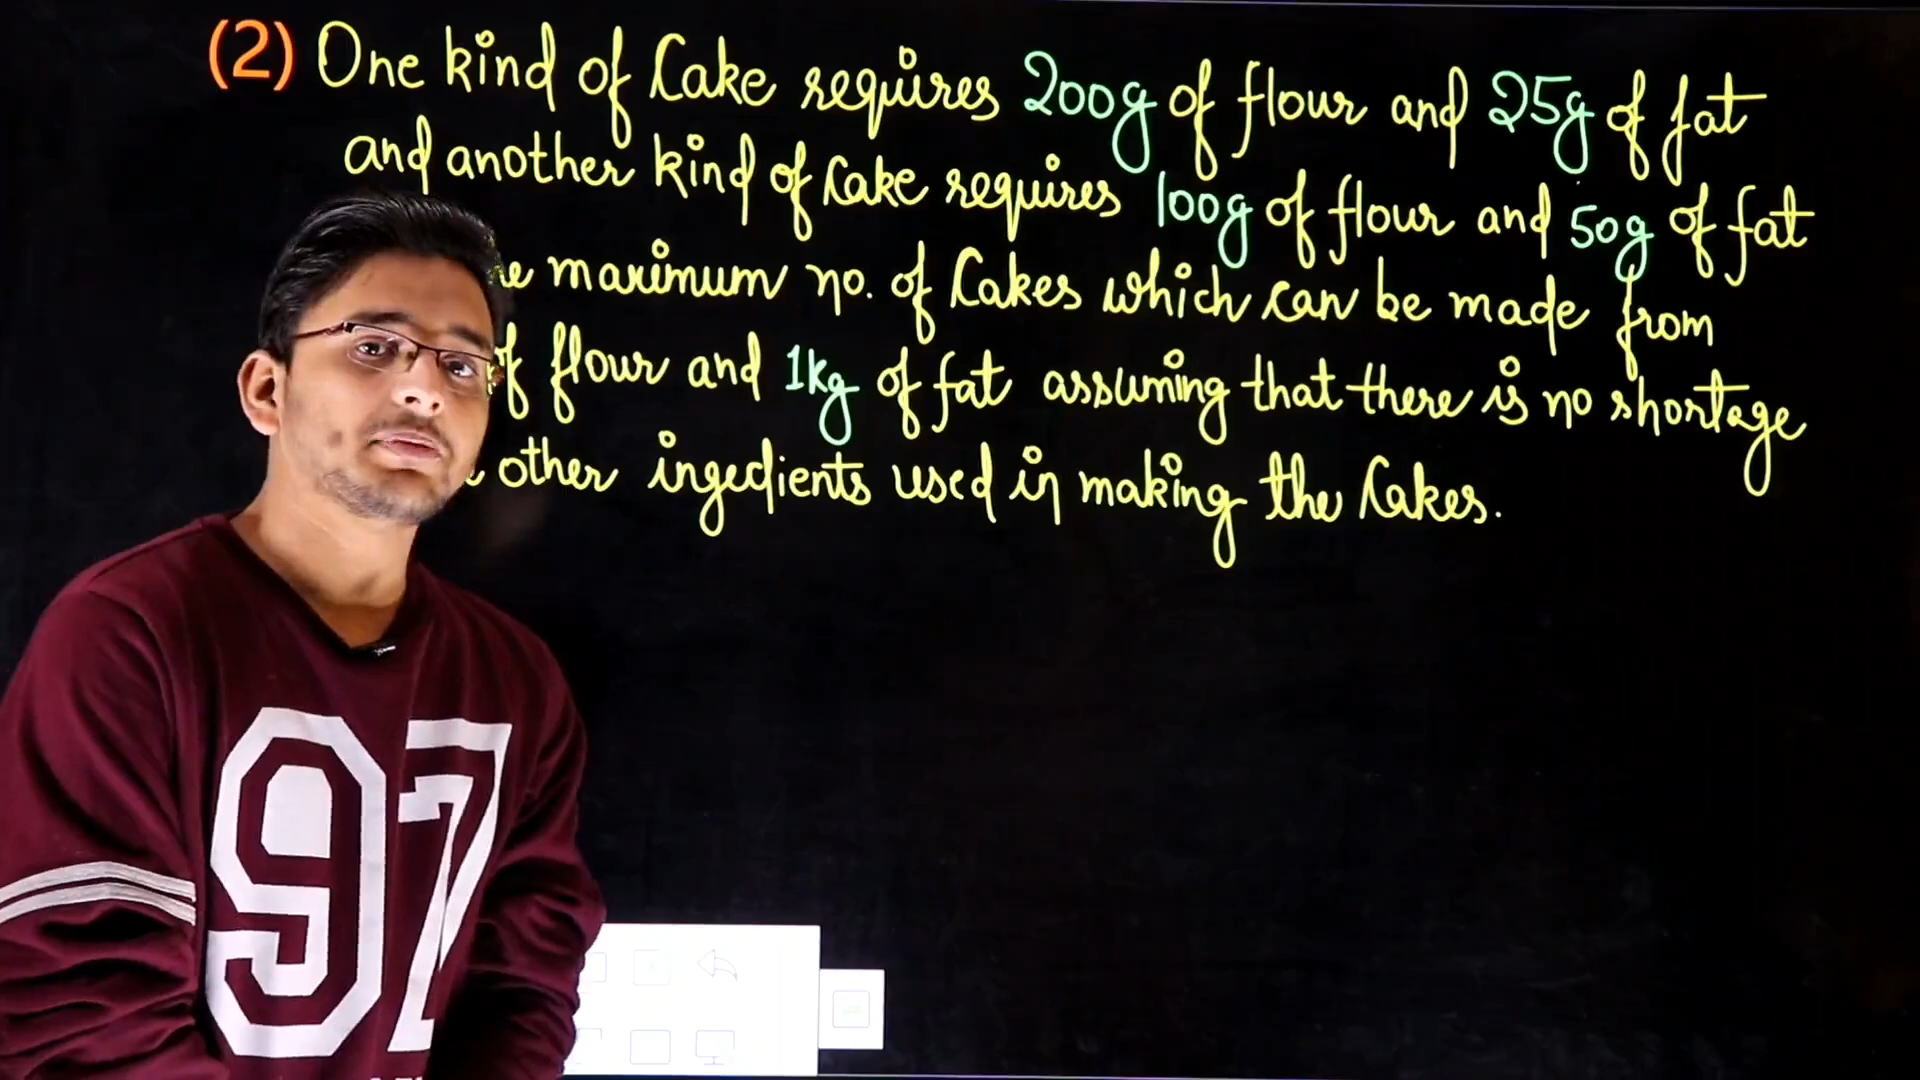 (2) One kind of Cake requires 200g of flour and 25g of fat
and another kind of Cake requires 100g of flour and 50g of fat
maximum no. of Cakes which can be made from
of flour and 1kg of fat assuming that there is no shortage
other ingedients used in making the Cakes.
97